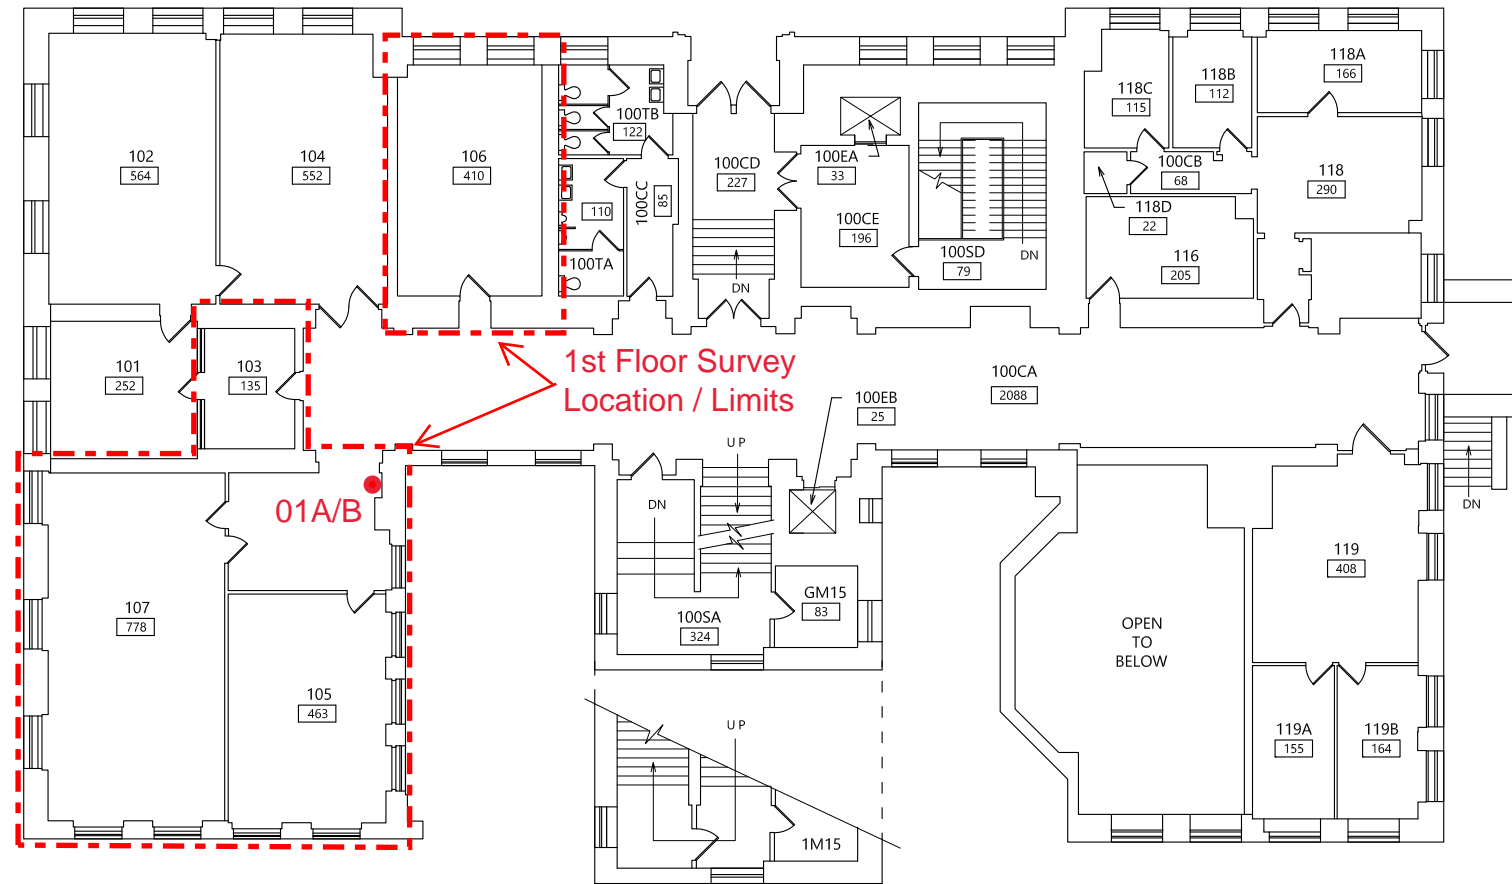 118A
166
118B
112
118C
115
100TB
122
102
564
104
552
106
410
100CD
227
100EA
33
100CB
68
118
290
100CC
85
110
100TA
118D
22
100CE
196
100SD
79
DN
116
205
DN
1st Floor Survey
Location / Limits
101
252
103
135
100CA
2088
100EB
25
UP
01A/B
DN
DN
119
408
GM15
83
100SA
324
107
778
OPEN
TO
BELOW
105
463
UP
119A
155
119B
164
1M15